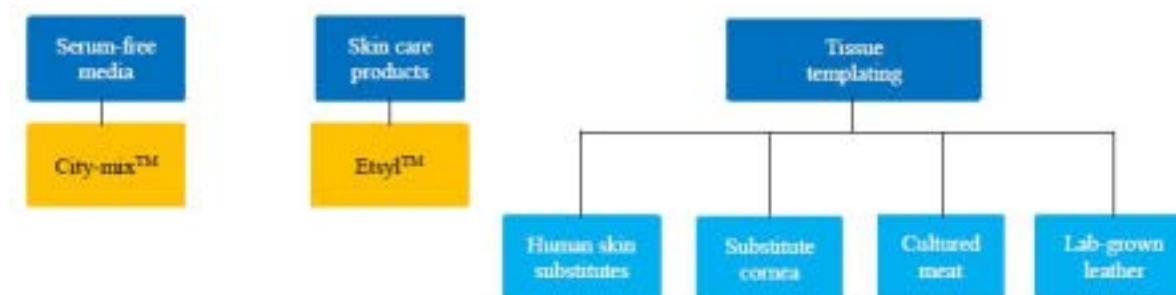 Serum-free
media
Skin care
products
Tissue
templating
City-mix™
Etsyl™
Human skin
substitutes
Substitute
cornea
Cultured
meat
Lab-grown
leather